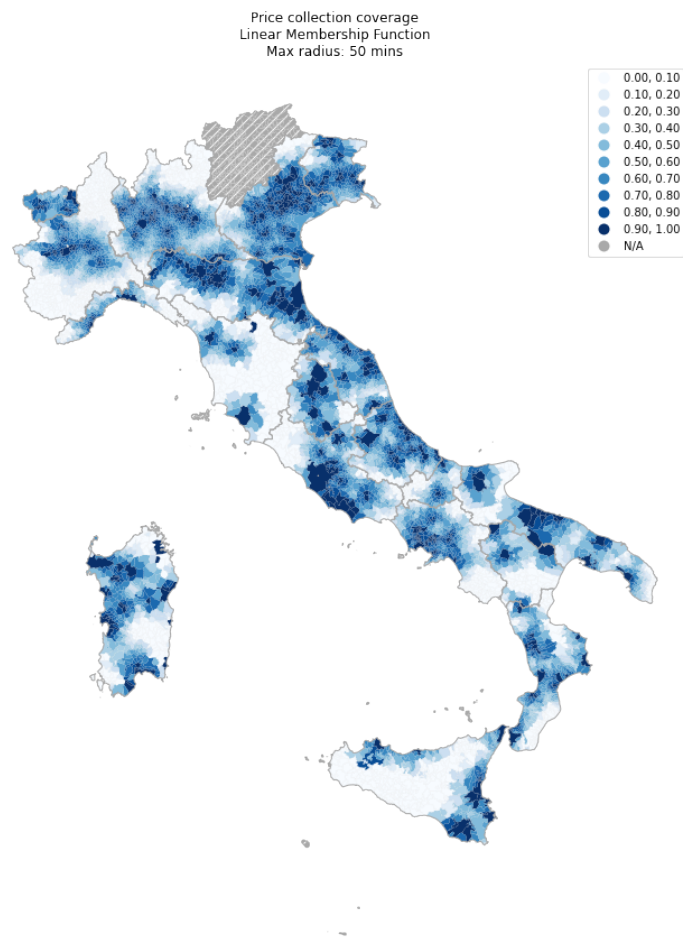 Price collection coverage
Linear Membership Function
Max radius: 50 mins
0.00, 0.10
0.10, 0.20
0.20, 0.30
0.30, 0.40
0.40, 0.50
0.50, 0.60
0.60, 0.70
0.70, 0.80
0.80, 0.90
0.90, 1.00
N/A